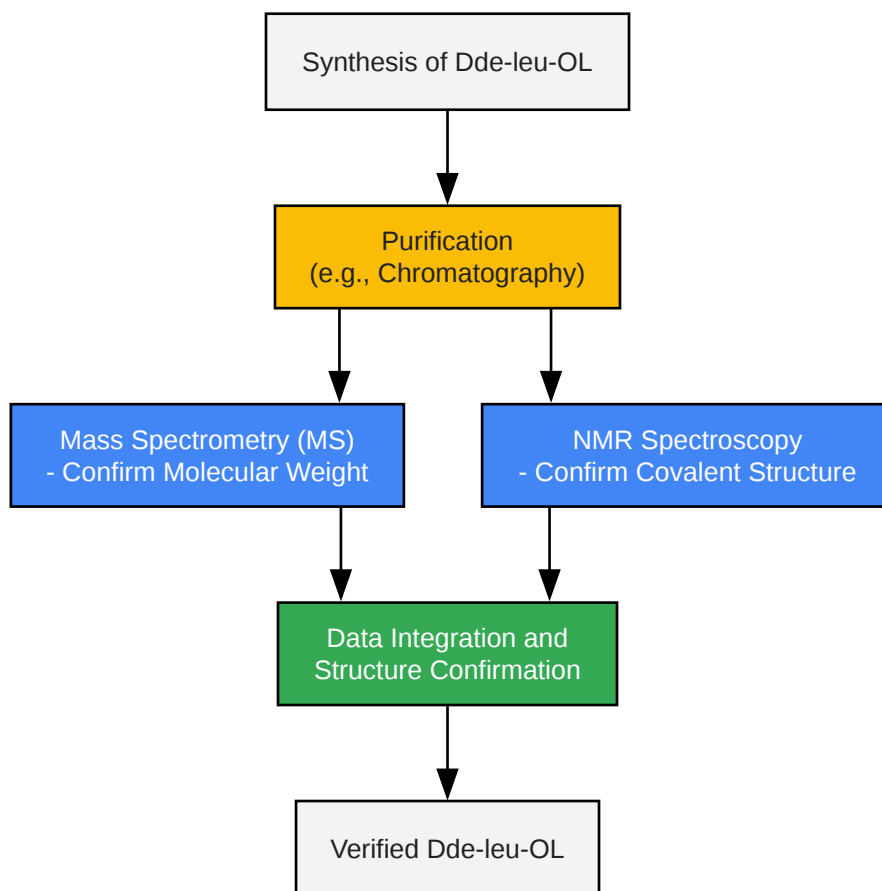 Synthesis of Dde-leu-OL
Purification
(e.g., Chromatography)
Mass Spectrometry (MS)
- Confirm Molecular Weight
NMR Spectroscopy
- Confirm Covalent Structure
Data Integration and
Structure Confirmation
Verified Dde-leu-OL